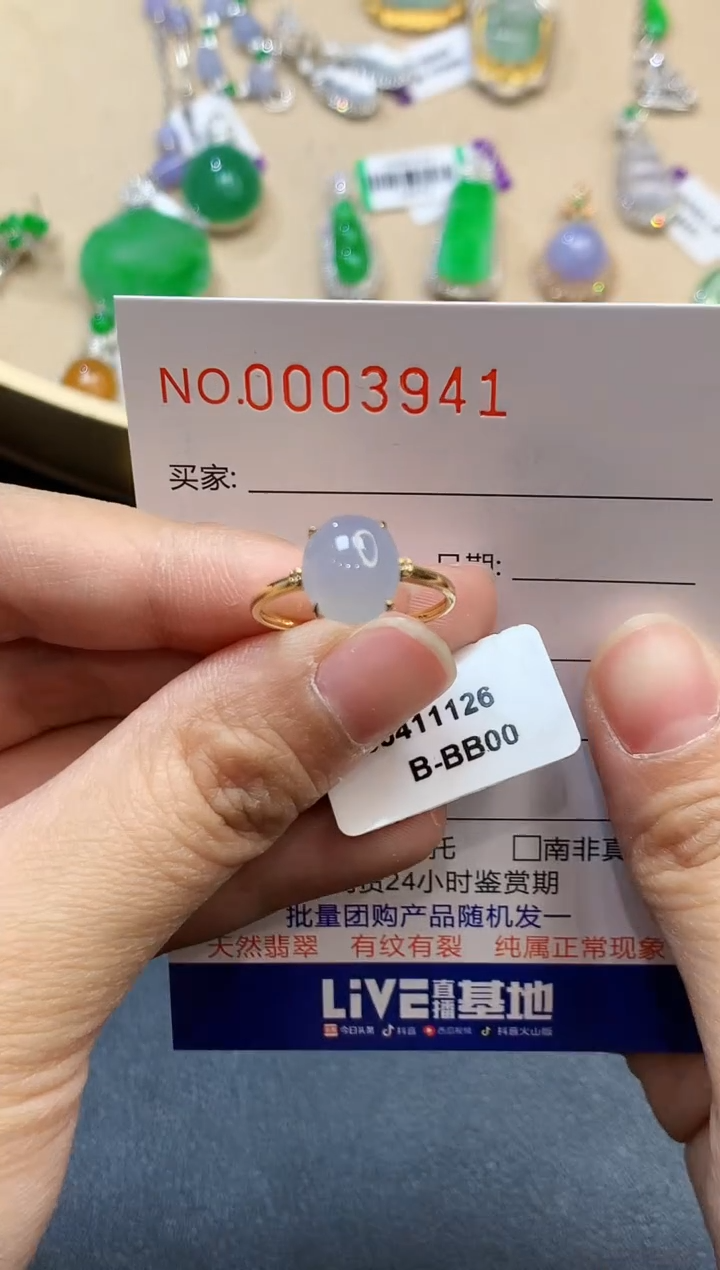 NO.0003941
买家:
日期:
411126
B-BB00
托 □南非真
24小时鉴赏期
批量团购产品随机发一
天然翡翠 有纹有裂 纯属正常现象
LiVE直播基地
今日头条 抖音 西瓜视频 抖音火山版